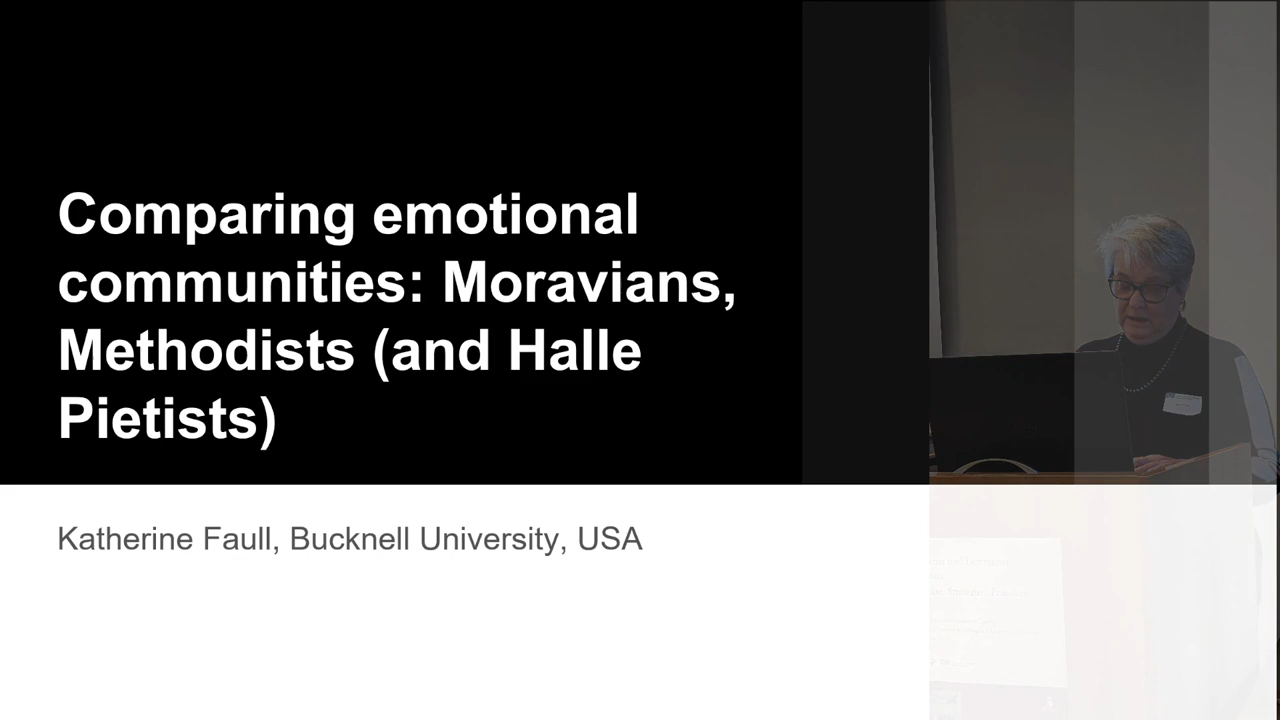 Comparing emotional
communities: Moravians,
Methodists (and Halle
Pietists)
Katherine Faull, Bucknell University, USA